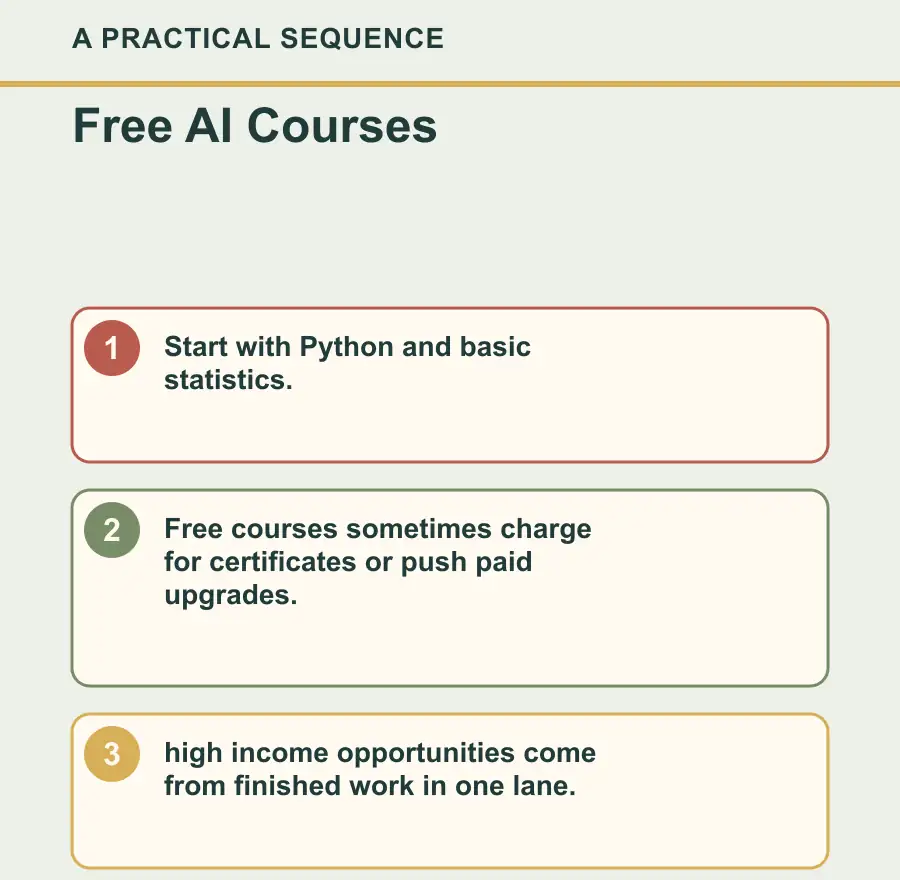 A PRACTICAL SEQUENCE
Free AI Courses
1
Start with Python and basic
statistics.
2
Free courses sometimes charge
for certificates or push paid
upgrades.
3
high income opportunities come
from finished work in one lane.